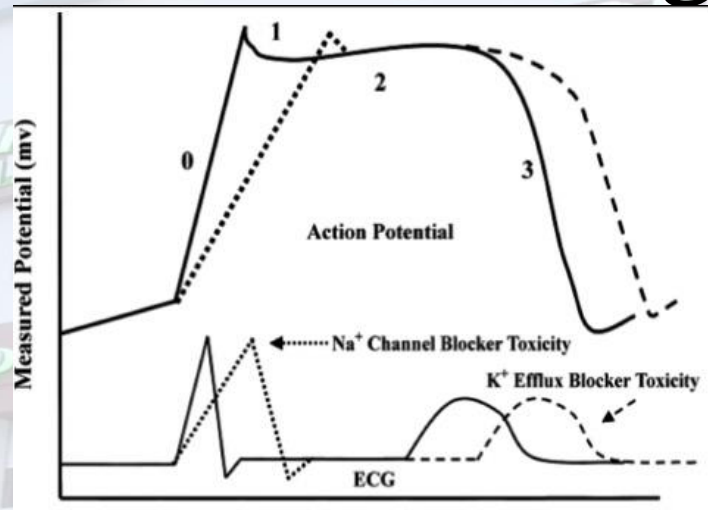 1
2
0
3
Measured Potential (mv)
Action Potential
Na⁺ Channel Blocker Toxicity
K⁺ Efflux Blocker Toxicity
ECG